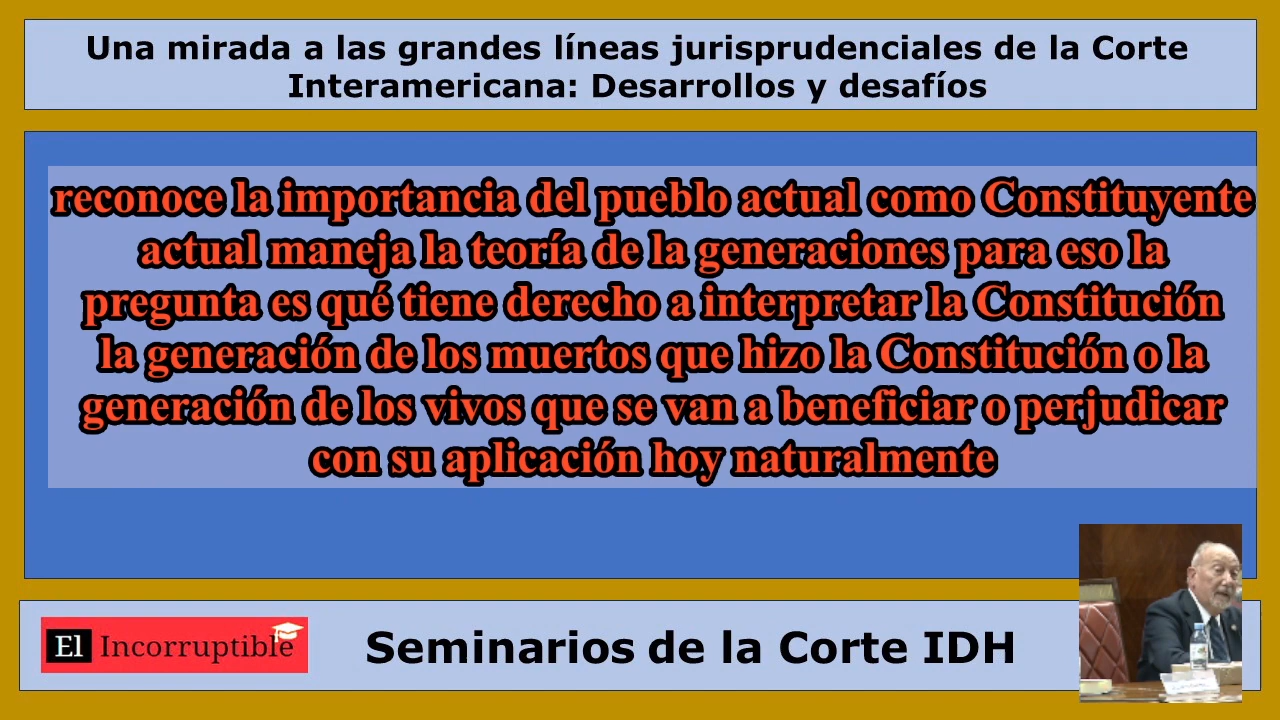 Una mirada a las grandes líneas jurisprudenciales de la Corte
Interamericana: Desarrollos y desafíos
reconoce la importancia del pueblo actual como Constituyente
actual maneja la teoría de la generaciones para eso la
pregunta es qué tiene derecho a interpretar la Constitución
la generación de los muertos que hizo la Constitución o la
generación de los vivos que se van a beneficiar o perjudicar
con su aplicación hoy naturalmente
El Incorruptible
Seminarios de la Corte IDH